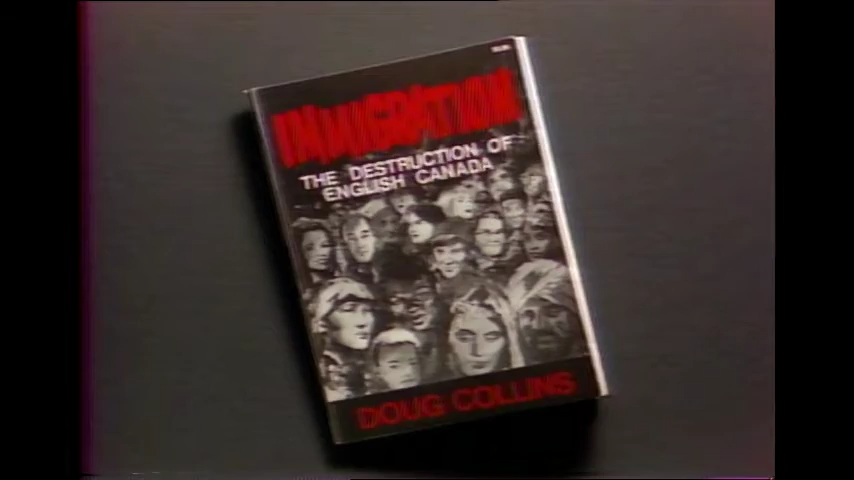 IMMIGRATION
THE DESTRUCTION OF
ENGLISH CANADA
DOUG COLLINS